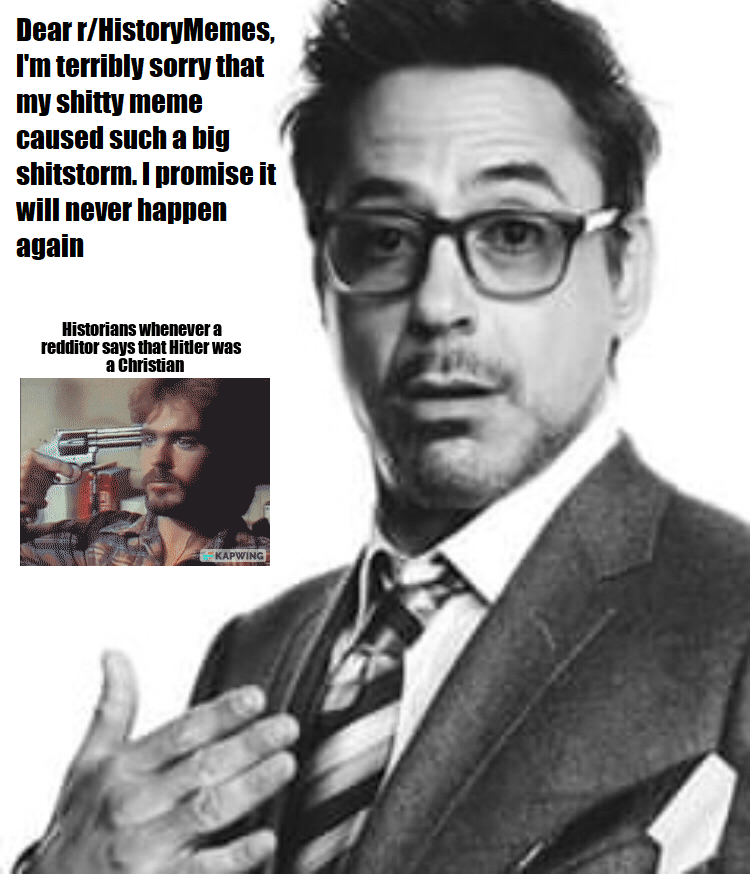 Dear r/HistoryMemes,
I'm terribly sorry that
my shitty meme
caused such a big
shitstorm. I promise it
will never happen
again
Historians whenever a
redditor says that Hitler was
a Christian
KAPWING